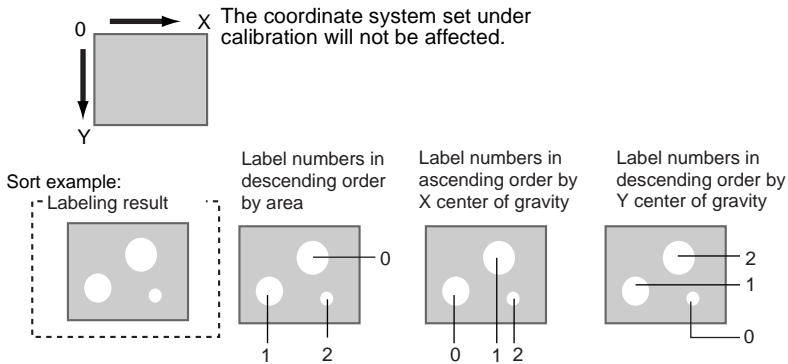 0
X
The coordinate system set under
calibration will not be affected.
Y
Sort example:
Labeling result
Label numbers in
descending order
by area
0
1
2
Label numbers in
ascending order by
X center of gravity
0
1
2
Label numbers in
descending order by
Y center of gravity
2
1
0